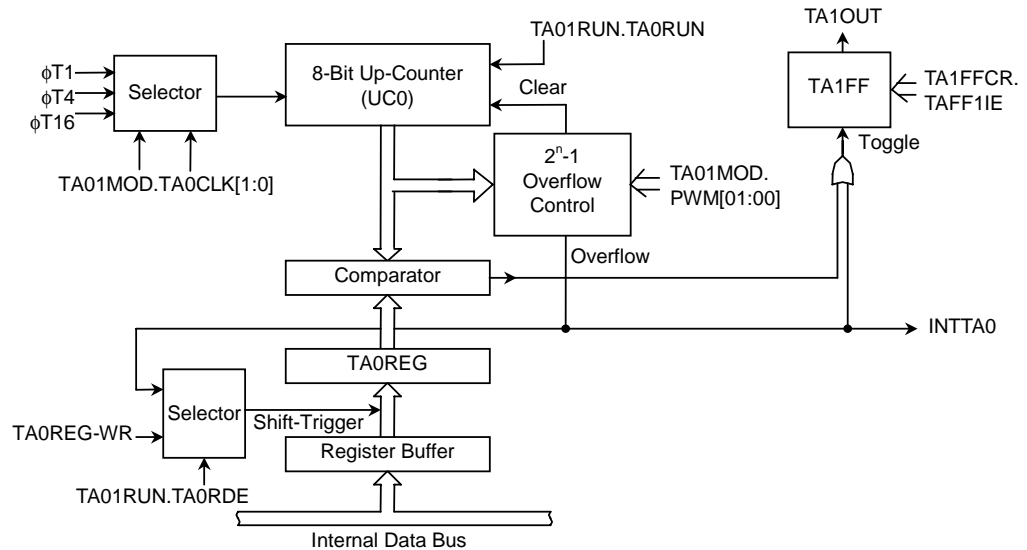 TA1OUT
TA01RUN.TA0RUN
8-Bit Up-Counter
(UC0)
ϕT1
ϕT4
ϕT16
Selector
TA1FF
TA1FFCR.
TAFF1IE
Clear
Toggle
TA01MOD.TA0CLK[1:0]
2ⁿ-1
Overflow
Control
TA01MOD.
PWM[01:00]
Overflow
Comparator
INTTA0
TA0REG
Selector
Shift-Trigger
TA0REG-WR
Register Buffer
TA01RUN.TA0RDE
Internal Data Bus